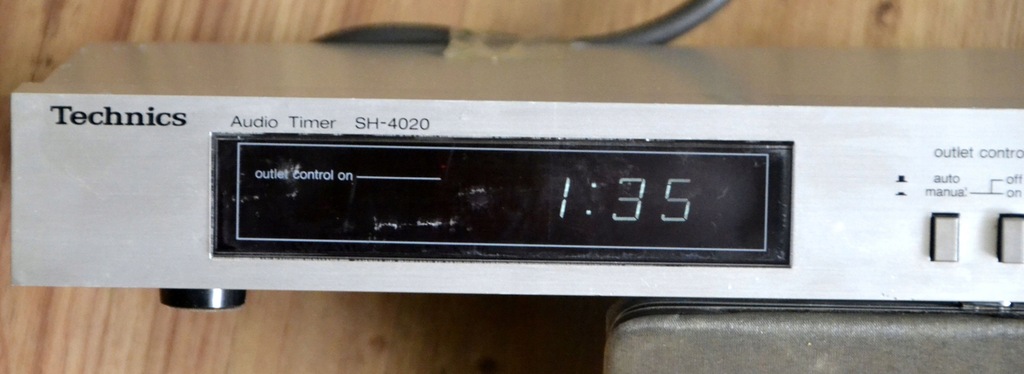 Technics
Audio Timer SH-4020
outlet control on
1:35
outlet contro
auto
manual
off
on